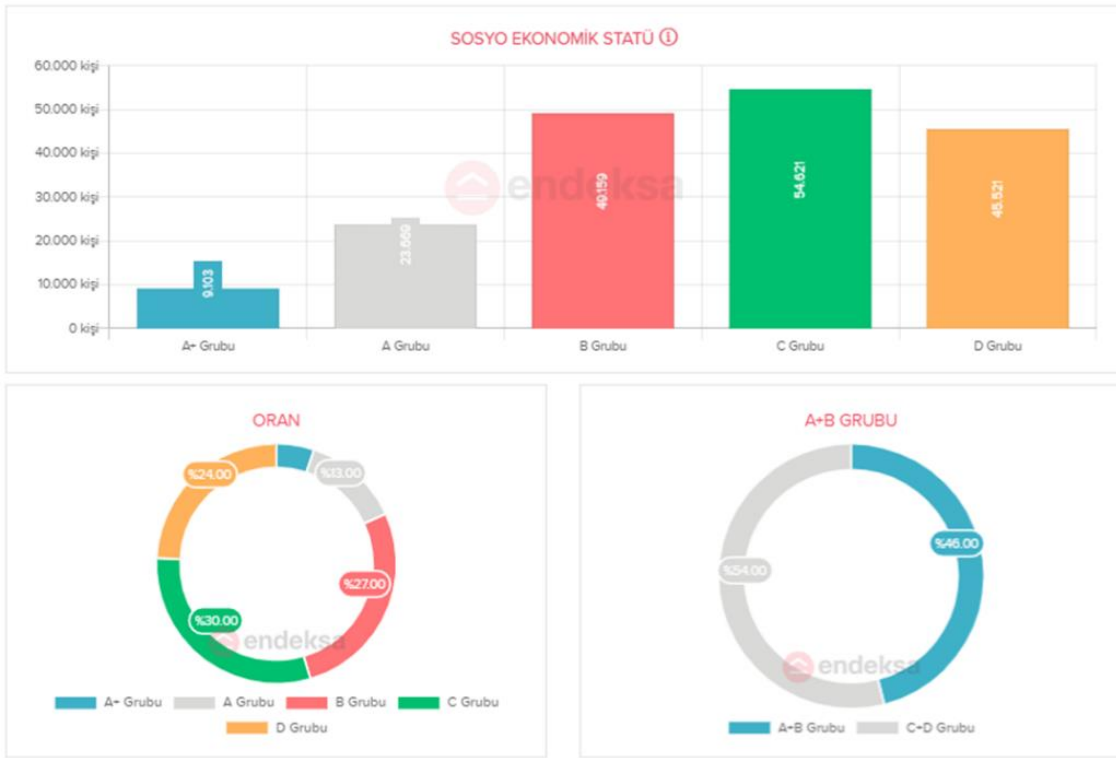 SOSYO EKONOMİK STATÜ
60.000 kişi
50.000 kişi
40.000 kişi
30.000 kişi
20.000 kişi
10.000 kişi
0 kişi
9.103
23.669
49.159
54.621
45.521
endeksa
A+ Grubu
A Grubu
B Grubu
C Grubu
D Grubu
ORAN
%24.00
%13.00
%27.00
%30.00
endeksa
A+ Grubu A Grubu B Grubu C Grubu
D Grubu
A+B GRUBU
%46.00
%54.00
endeksa
A+B Grubu C+D Grubu